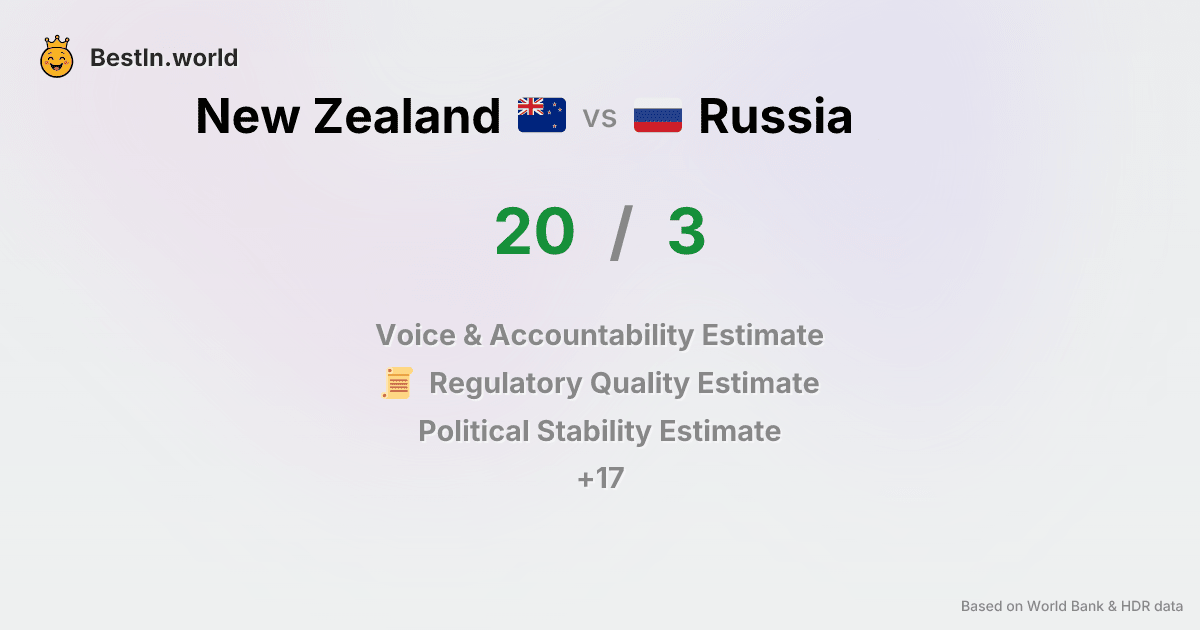 BestIn.world
New Zealand vs Russia
20 / 3
Voice & Accountability Estimate
Regulatory Quality Estimate
Political Stability Estimate
+17
Based on World Bank & HDR data